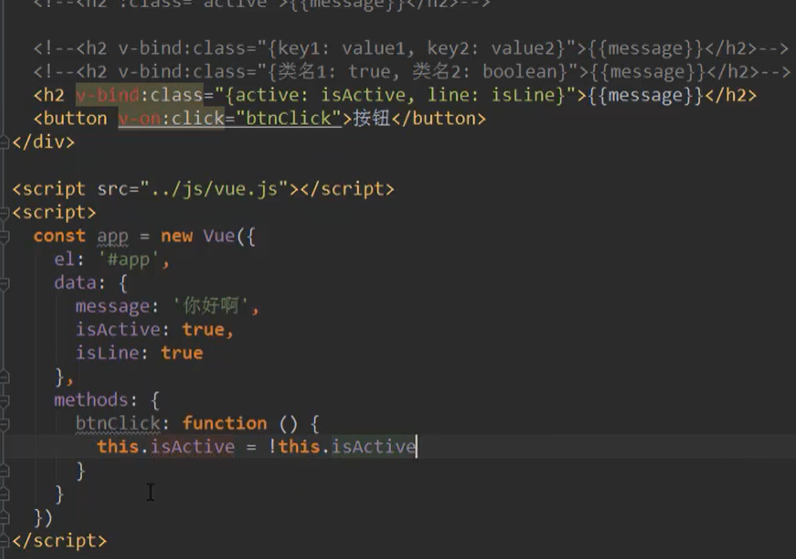 <!--<h2 :class="active">{{message}}</h2>-->
<!--<h2 v-bind:class="{key1: value1, key2: value2}">{{message}}</h2>-->
<!--<h2 v-bind:class="{类名1: true, 类名2: boolean}">{{message}}</h2>-->
<h2 v-bind:class="{active: isActive, line: isLine}">{{message}}</h2>
<button v-on:click="btnClick">按钮</button>
</div>
<script src="../js/vue.js"></script>
<script>
const app = new Vue({
el: '#app',
data: {
message: '你好啊',
isActive: true,
isLine: true
},
methods: {
btnClick: function () {
this.isActive = !this.isActive
}
}
})
</script>